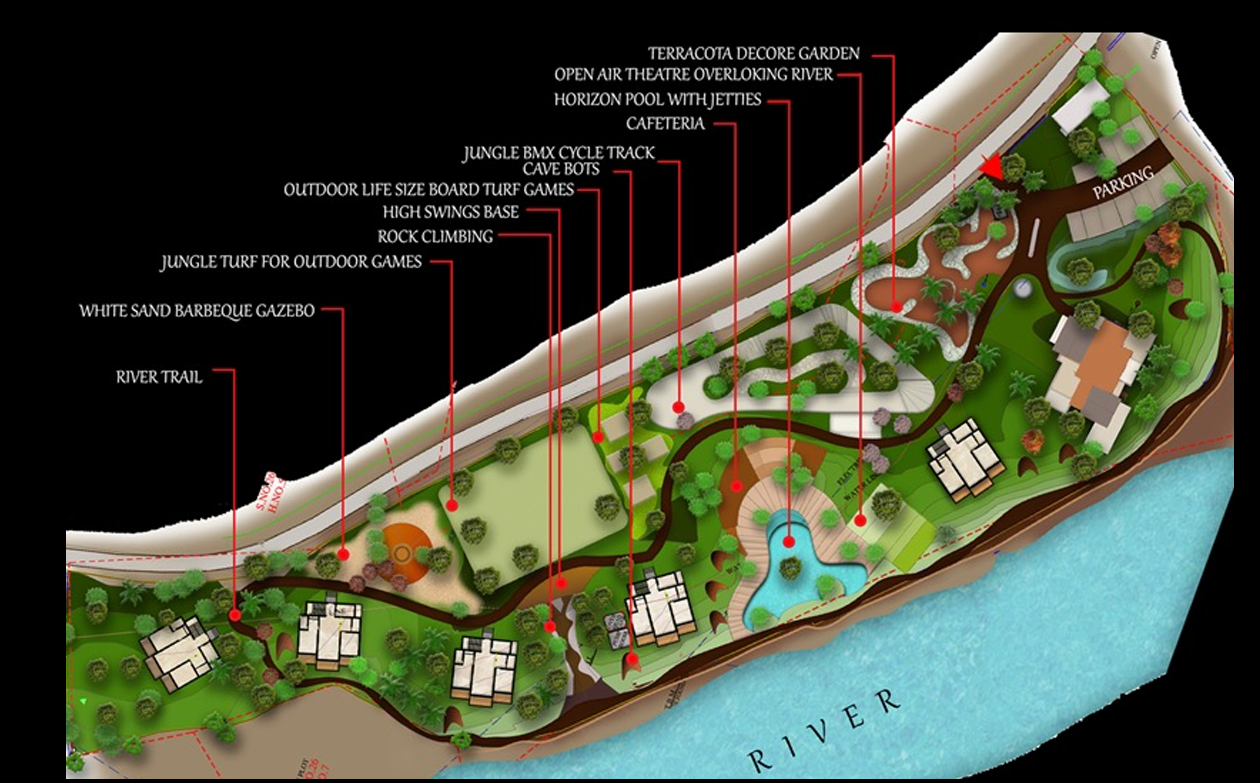 TERRACOTA DECORE GARDEN
OPEN AIR THEATRE OVERLOKING RIVER
HORIZON POOL WITH JETTIES
CAFETERIA
JUNGLE BMX CYCLE TRACK
CAVE BOTS
OUTDOOR LIFE SIZE BOARD TURF GAMES
HIGH SWINGS BASE
ROCK CLIMBING
JUNGLE TURF FOR OUTDOOR GAMES
WHITE SAND BARBEQUE GAZEBO
RIVER TRAIL
OPEN
PARKING
RIVER